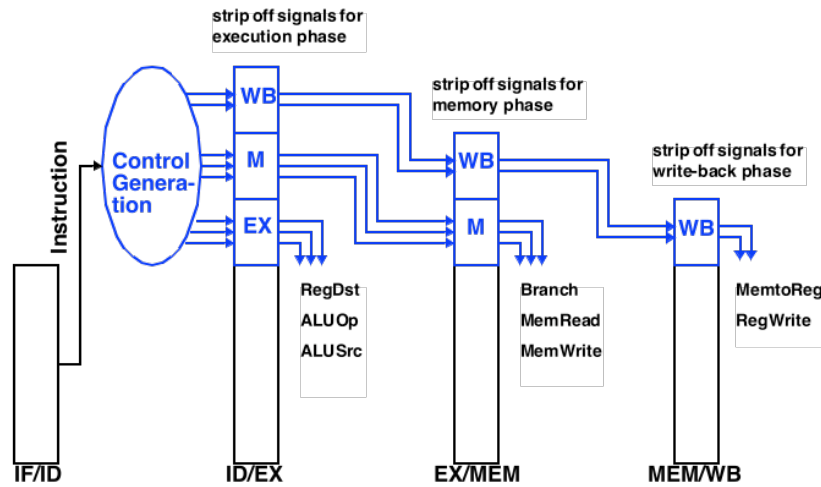 strip off signals for
execution phase
strip off signals for
memory phase
strip off signals for
write-back phase
Instruction
Control
Genera-
tion
WB
M
EX
WB
M
WB
RegDst
ALUOp
ALUSrc
Branch
MemRead
MemWrite
MemtoReg
RegWrite
IF/ID
ID/EX
EX/MEM
MEM/WB